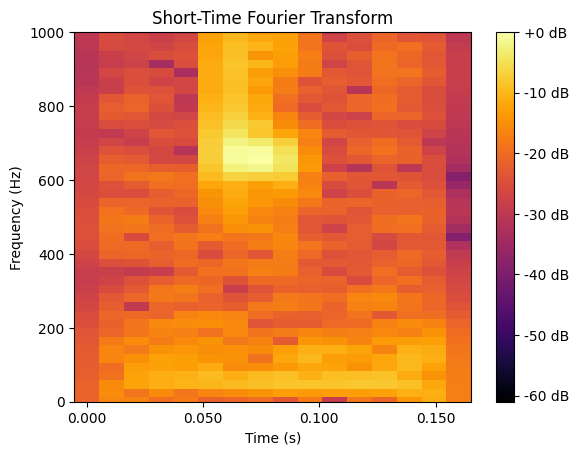 Short-Time Fourier Transform
1000
800
600
400
200
0
Frequency (Hz)
0.000
0.050
0.100
0.150
Time (s)
+0 dB
-10 dB
-20 dB
-30 dB
-40 dB
-50 dB
-60 dB